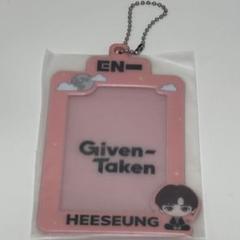 EN-
Given-
Taken
HEESEUNG